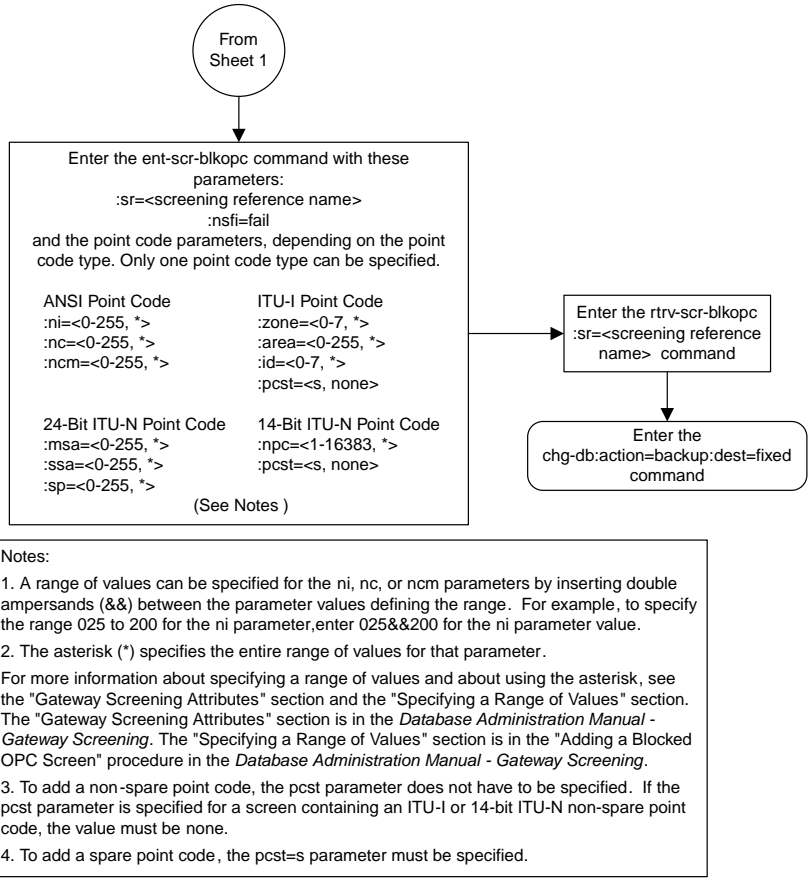 From
Sheet 1
Enter the ent-scr-blkopc command with these
parameters:
:sr=<screening reference name>
:nsfi=fail
and the point code parameters, depending on the point
code type. Only one point code type can be specified.
ANSI Point Code
:ni=<0-255, *>
:nc=<0-255, *>
:ncm=<0-255, *>
ITU-I Point Code
:zone=<0-7, *>
:area=<0-255, *>
:id=<0-7, *>
:pcst=<s, none>
24-Bit ITU-N Point Code
:msa=<0-255, *>
:ssa=<0-255, *>
:sp=<0-255, *>
14-Bit ITU-N Point Code
:npc=<1-16383, *>
:pcst=<s, none>
(See Notes )
Enter the rtrv-scr-blkopc
:sr=<screening reference
name> command
Enter the
chg-db:action=backup:dest=fixed
command
Notes:
1. A range of values can be specified for the ni, nc, or ncm parameters by inserting double
ampersands (&&) between the parameter values defining the range. For example, to specify
the range 025 to 200 for the ni parameter,enter 025&&200 for the ni parameter value.
2. The asterisk (*) specifies the entire range of values for that parameter.
For more information about specifying a range of values and about using the asterisk, see
the "Gateway Screening Attributes" section and the "Specifying a Range of Values" section.
The "Gateway Screening Attributes" section is in the Database Administration Manual -
Gateway Screening. The "Specifying a Range of Values" section is in the "Adding a Blocked
OPC Screen" procedure in the Database Administration Manual - Gateway Screening.
3. To add a non-spare point code, the pcst parameter does not have to be specified. If the
pcst parameter is specified for a screen containing an ITU-I or 14-bit ITU-N non-spare point
code, the value must be none.
4. To add a spare point code, the pcst=s parameter must be specified.